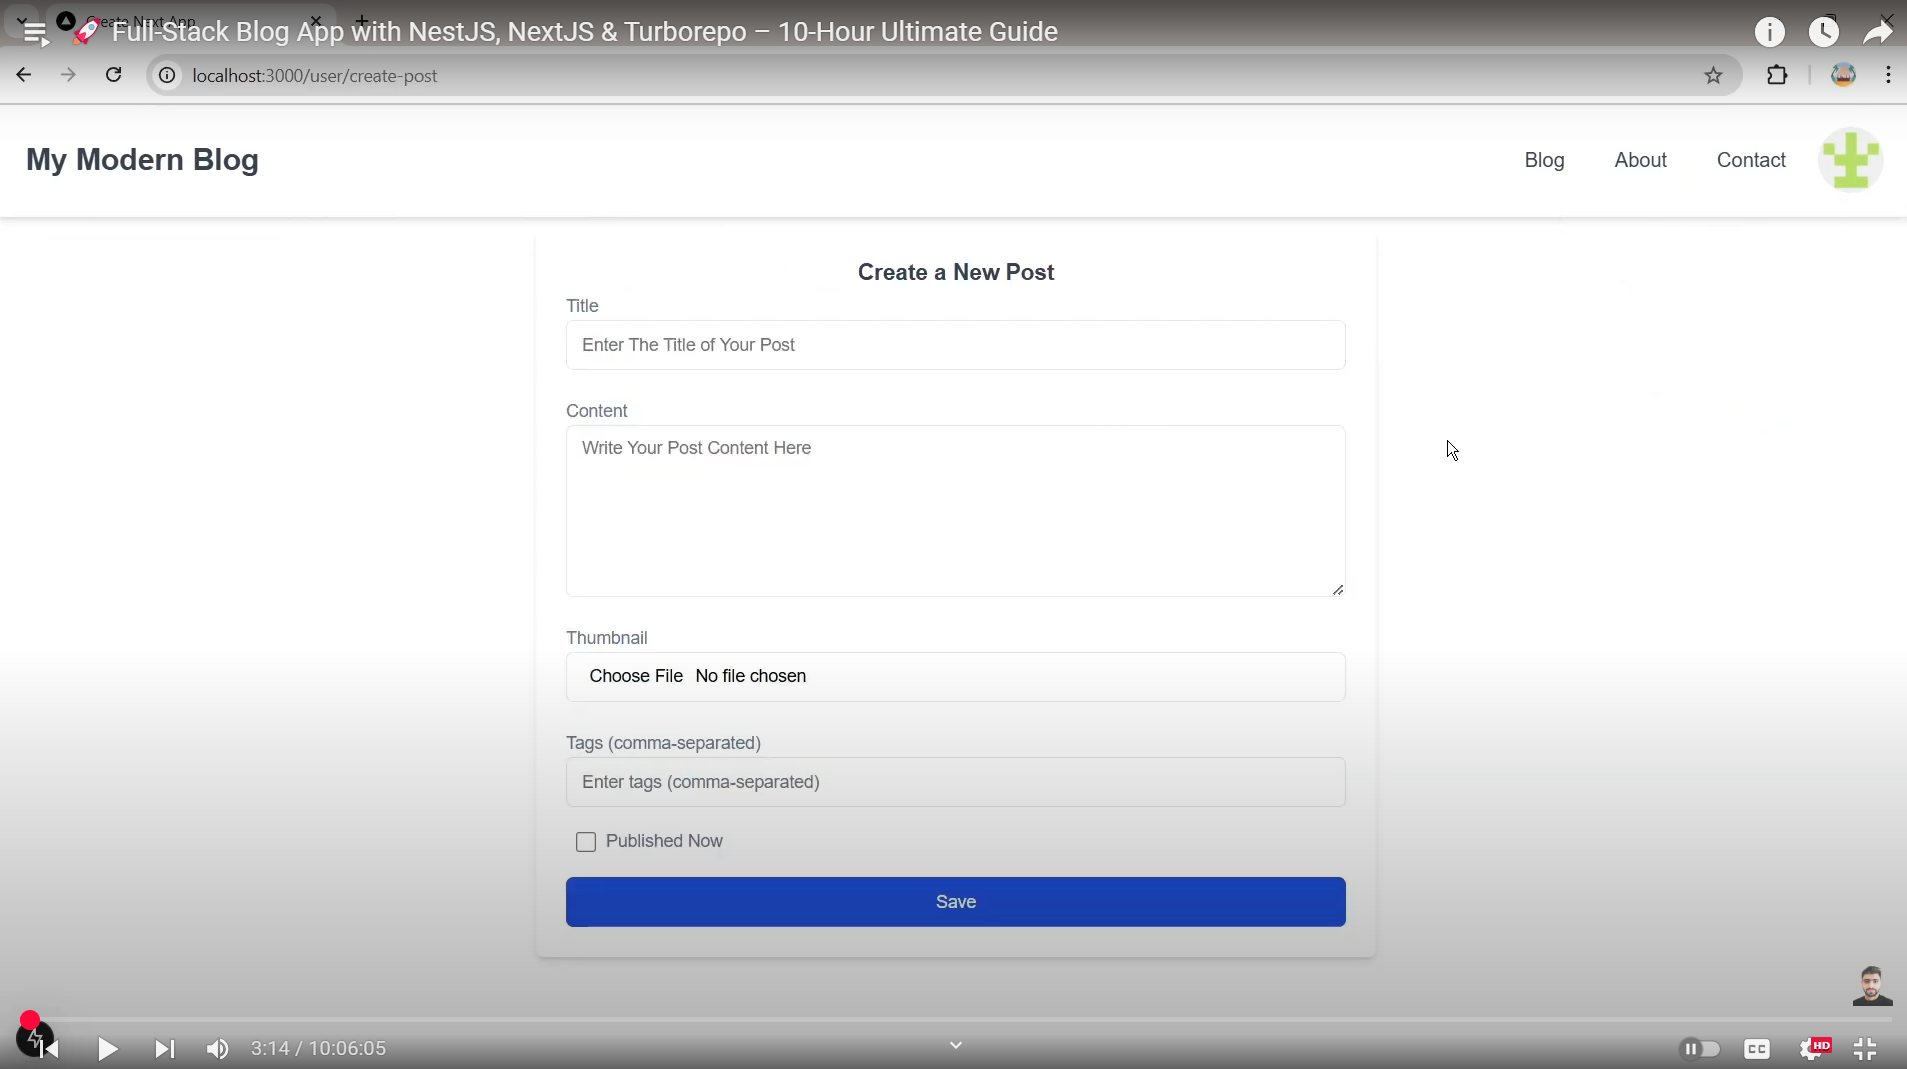 Create Next App
🚀 Full-Stack Blog App with NestJS, NextJS & Turborepo – 10-Hour Ultimate Guide
localhost:3000/user/create-post
My Modern Blog
Blog
About
Contact
Create a New Post
Title
Enter The Title of Your Post
Content
Write Your Post Content Here
Thumbnail
Choose File No file chosen
Tags (comma-separated)
Enter tags (comma-separated)
Published Now
Save
3:14 / 10:06:05
CC
HD